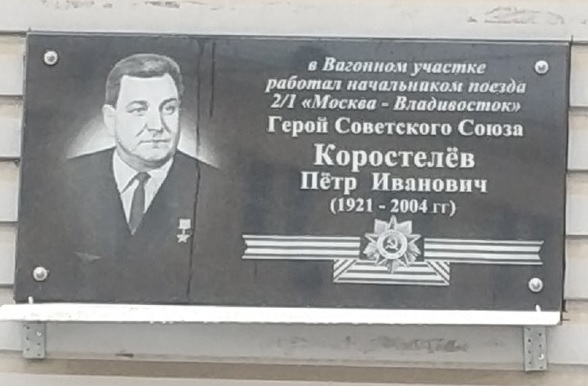 в Вагонном участке
работал начальником поезда
2/1 «Москва - Владивосток»
Герой Советского Союза
Коростелёв
Пётр Иванович
(1921 - 2004 гг)